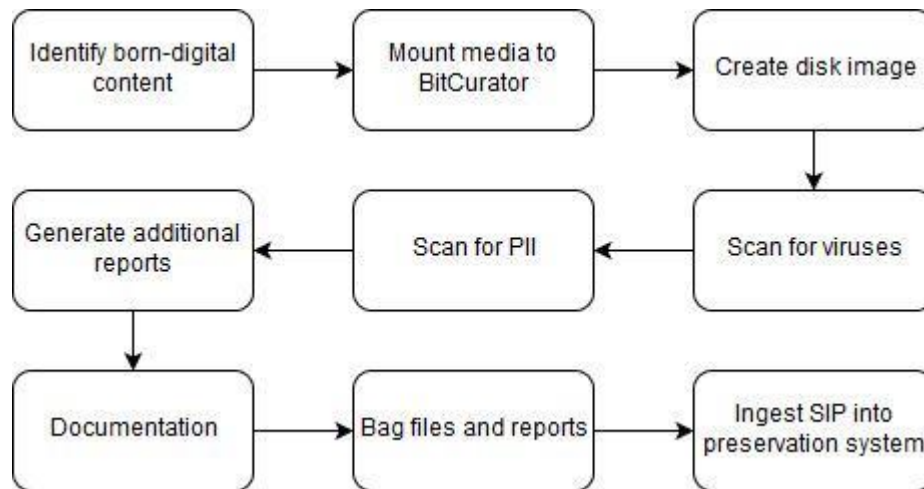 Identify born-digital
content
Mount media to
BitCurator
Create disk image
Scan for viruses
Scan for PII
Generate additional
reports
Documentation
Bag files and reports
Ingest SIP into
preservation system